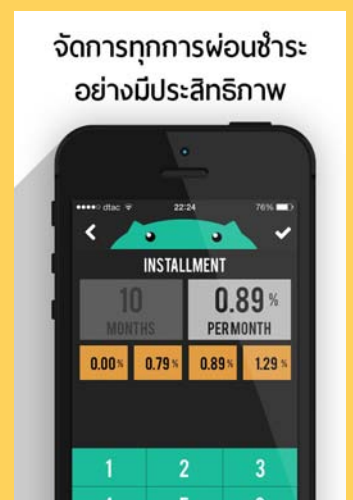 จัดการทุกการผ่อนชำระ
อย่างมีประสิทธิภาพ
dtac 22:24 76%
INSTALLMENT
10 0.89 %
MONTHS PER MONTH
0.00 % 0.79 % 0.89 % 1.29 %
1 2 3